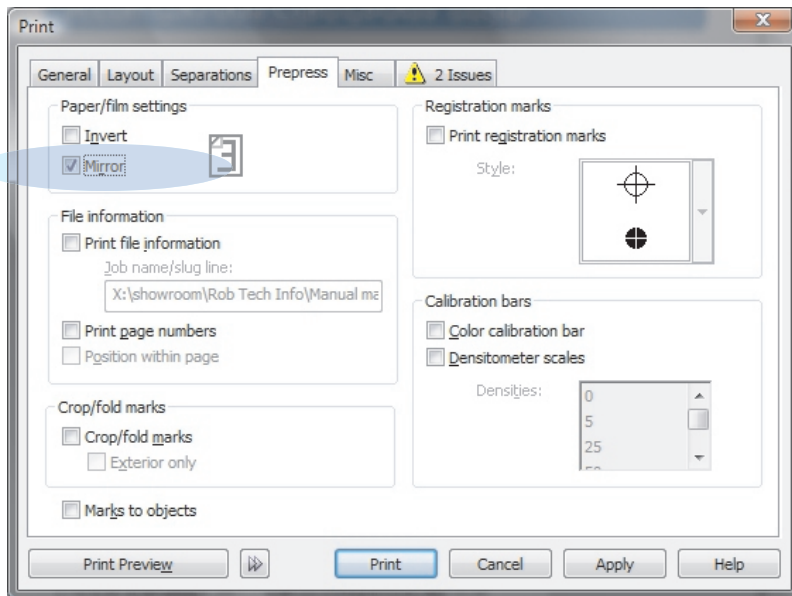 Print
General Layout Separations Prepress Misc 2 Issues
Paper/film settings
Invert
Mirror
File information
Print file information
Job name/slug line:
X:\showroom\Rob Tech Info\Manual ma
Print page numbers
Position within page
Crop/fold marks
Crop/fold marks
Exterior only
Marks to objects
Registration marks
Print registration marks
Style:
Calibration bars
Color calibration bar
Densitometer scales
Densities:
0
5
25
Print Preview Print Cancel Apply Help